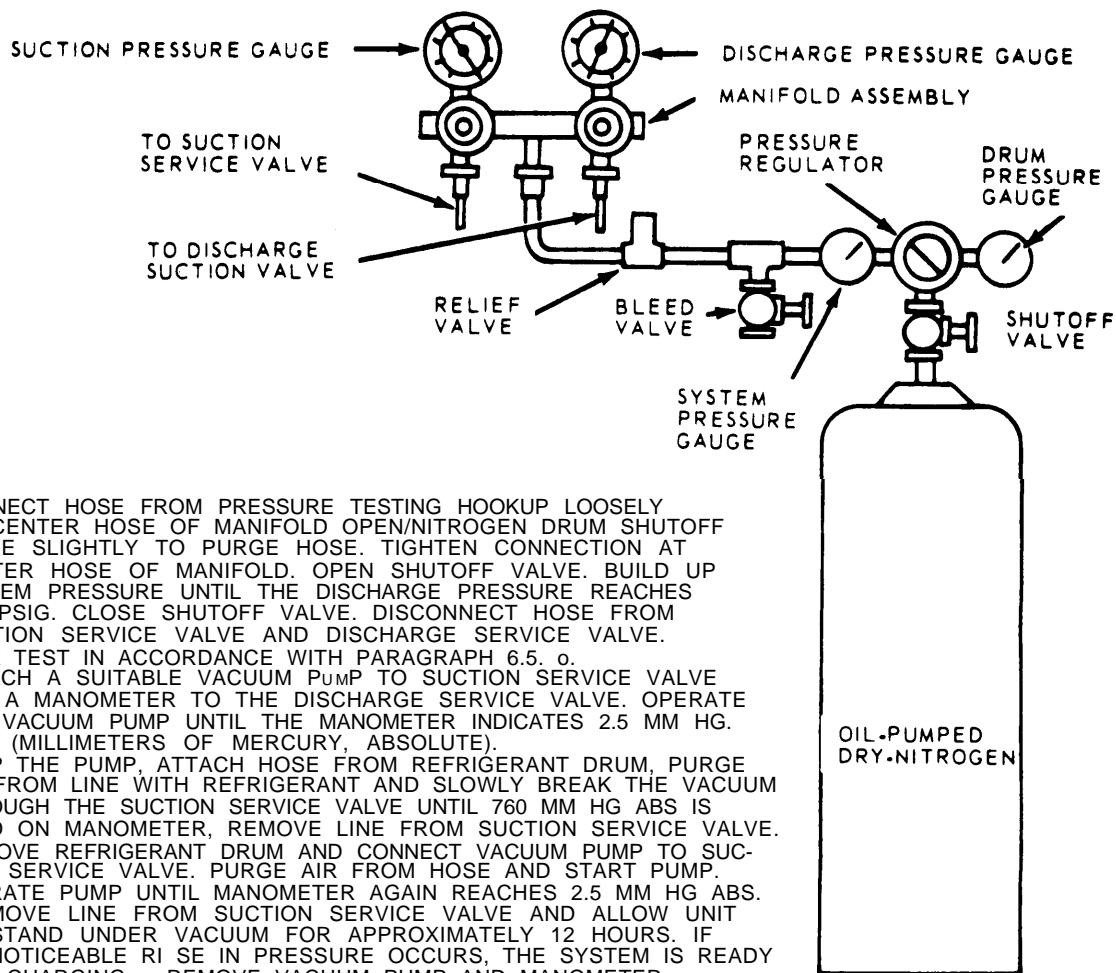 SUCTION PRESSURE GAUGE
DISCHARGE PRESSURE GAUGE
MANIFOLD ASSEMBLY
TO SUCTION
SERVICE VALVE
PRESSURE
REGULATOR
DRUM
PRESSURE
GAUGE
TO DISCHARGE
SUCTION VALVE
RELIEF
VALVE
BLEED
VALVE
SHUTOFF
VALVE
SYSTEM
PRESSURE
GAUGE
NECT HOSE FROM PRESSURE TESTING HOOKUP LOOSELY
CENTER HOSE OF MANIFOLD OPEN/NITROGEN DRUM SHUTOFF
E SLIGHTLY TO PURGE HOSE. TIGHTEN CONNECTION AT
TER HOSE OF MANIFOLD. OPEN SHUTOFF VALVE. BUILD UP
EM PRESSURE UNTIL THE DISCHARGE PRESSURE REACHES
PSIG. CLOSE SHUTOFF VALVE. DISCONNECT HOSE FROM
TION SERVICE VALVE AND DISCHARGE SERVICE VALVE.
TEST IN ACCORDANCE WITH PARAGRAPH 6.5. o.
CH A SUITABLE VACUUM PuMP TO SUCTION SERVICE VALVE
A MANOMETER TO THE DISCHARGE SERVICE VALVE. OPERATE
VACUUM PUMP UNTIL THE MANOMETER INDICATES 2.5 MM HG.
(MILLIMETERS OF MERCURY, ABSOLUTE).
P THE PUMP, ATTACH HOSE FROM REFRIGERANT DRUM, PURGE
FROM LINE WITH REFRIGERANT AND SLOWLY BREAK THE VACUUM
OUGH THE SUCTION SERVICE VALVE UNTIL 760 MM HG ABS IS
D ON MANOMETER, REMOVE LINE FROM SUCTION SERVICE VALVE.
OVE REFRIGERANT DRUM AND CONNECT VACUUM PUMP TO SUC-
SERVICE VALVE. PURGE AIR FROM HOSE AND START PUMP.
RATE PUMP UNTIL MANOMETER AGAIN REACHES 2.5 MM HG ABS.
MOVE LINE FROM SUCTION SERVICE VALVE AND ALLOW UNIT
STAND UNDER VACUUM FOR APPROXIMATELY 12 HOURS. IF
NOTICEABLE RI SE IN PRESSURE OCCURS, THE SYSTEM IS READY
CHARGING. REMOVE VACUUM PUMP AND MANOMETER
OIL-PUMPED
DRY-NITROGEN